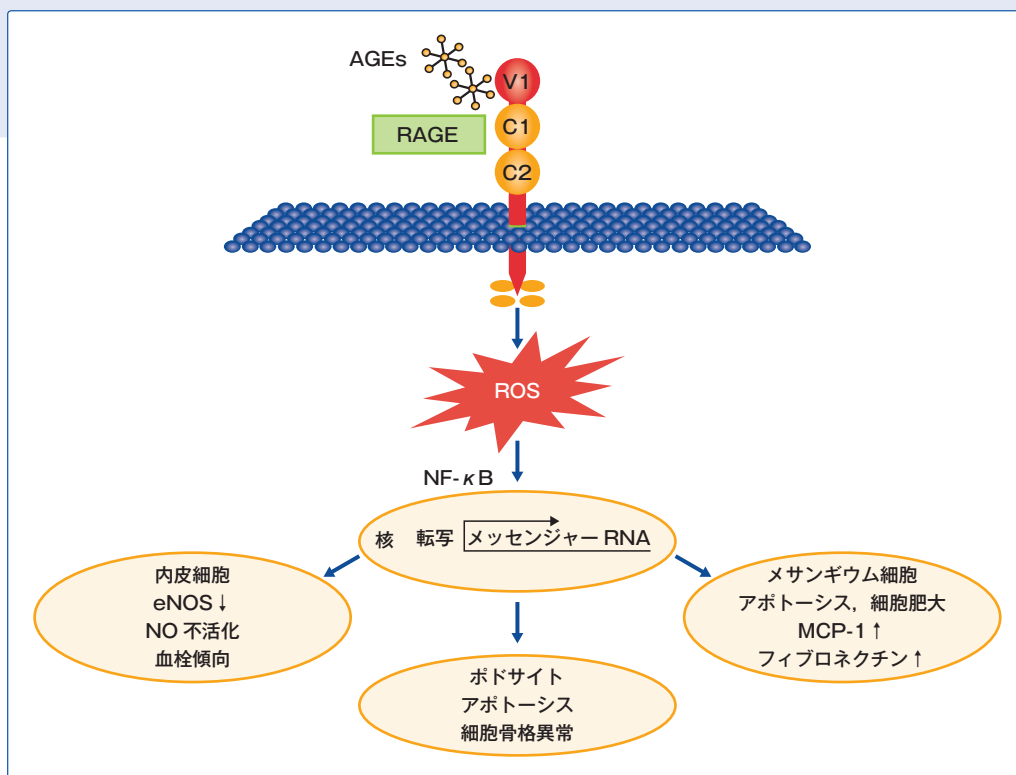 AGEs
V1
RAGE
C1
C2
ROS
NF-κB
核 転写 メッセンジャー RNA
内皮細胞
eNOS↓
NO 不活化
血栓傾向
ポドサイト
アポトーシス
細胞骨格異常
メサンギウム細胞
アポトーシス,細胞肥大
MCP-1↑
フィブロネクチン↑